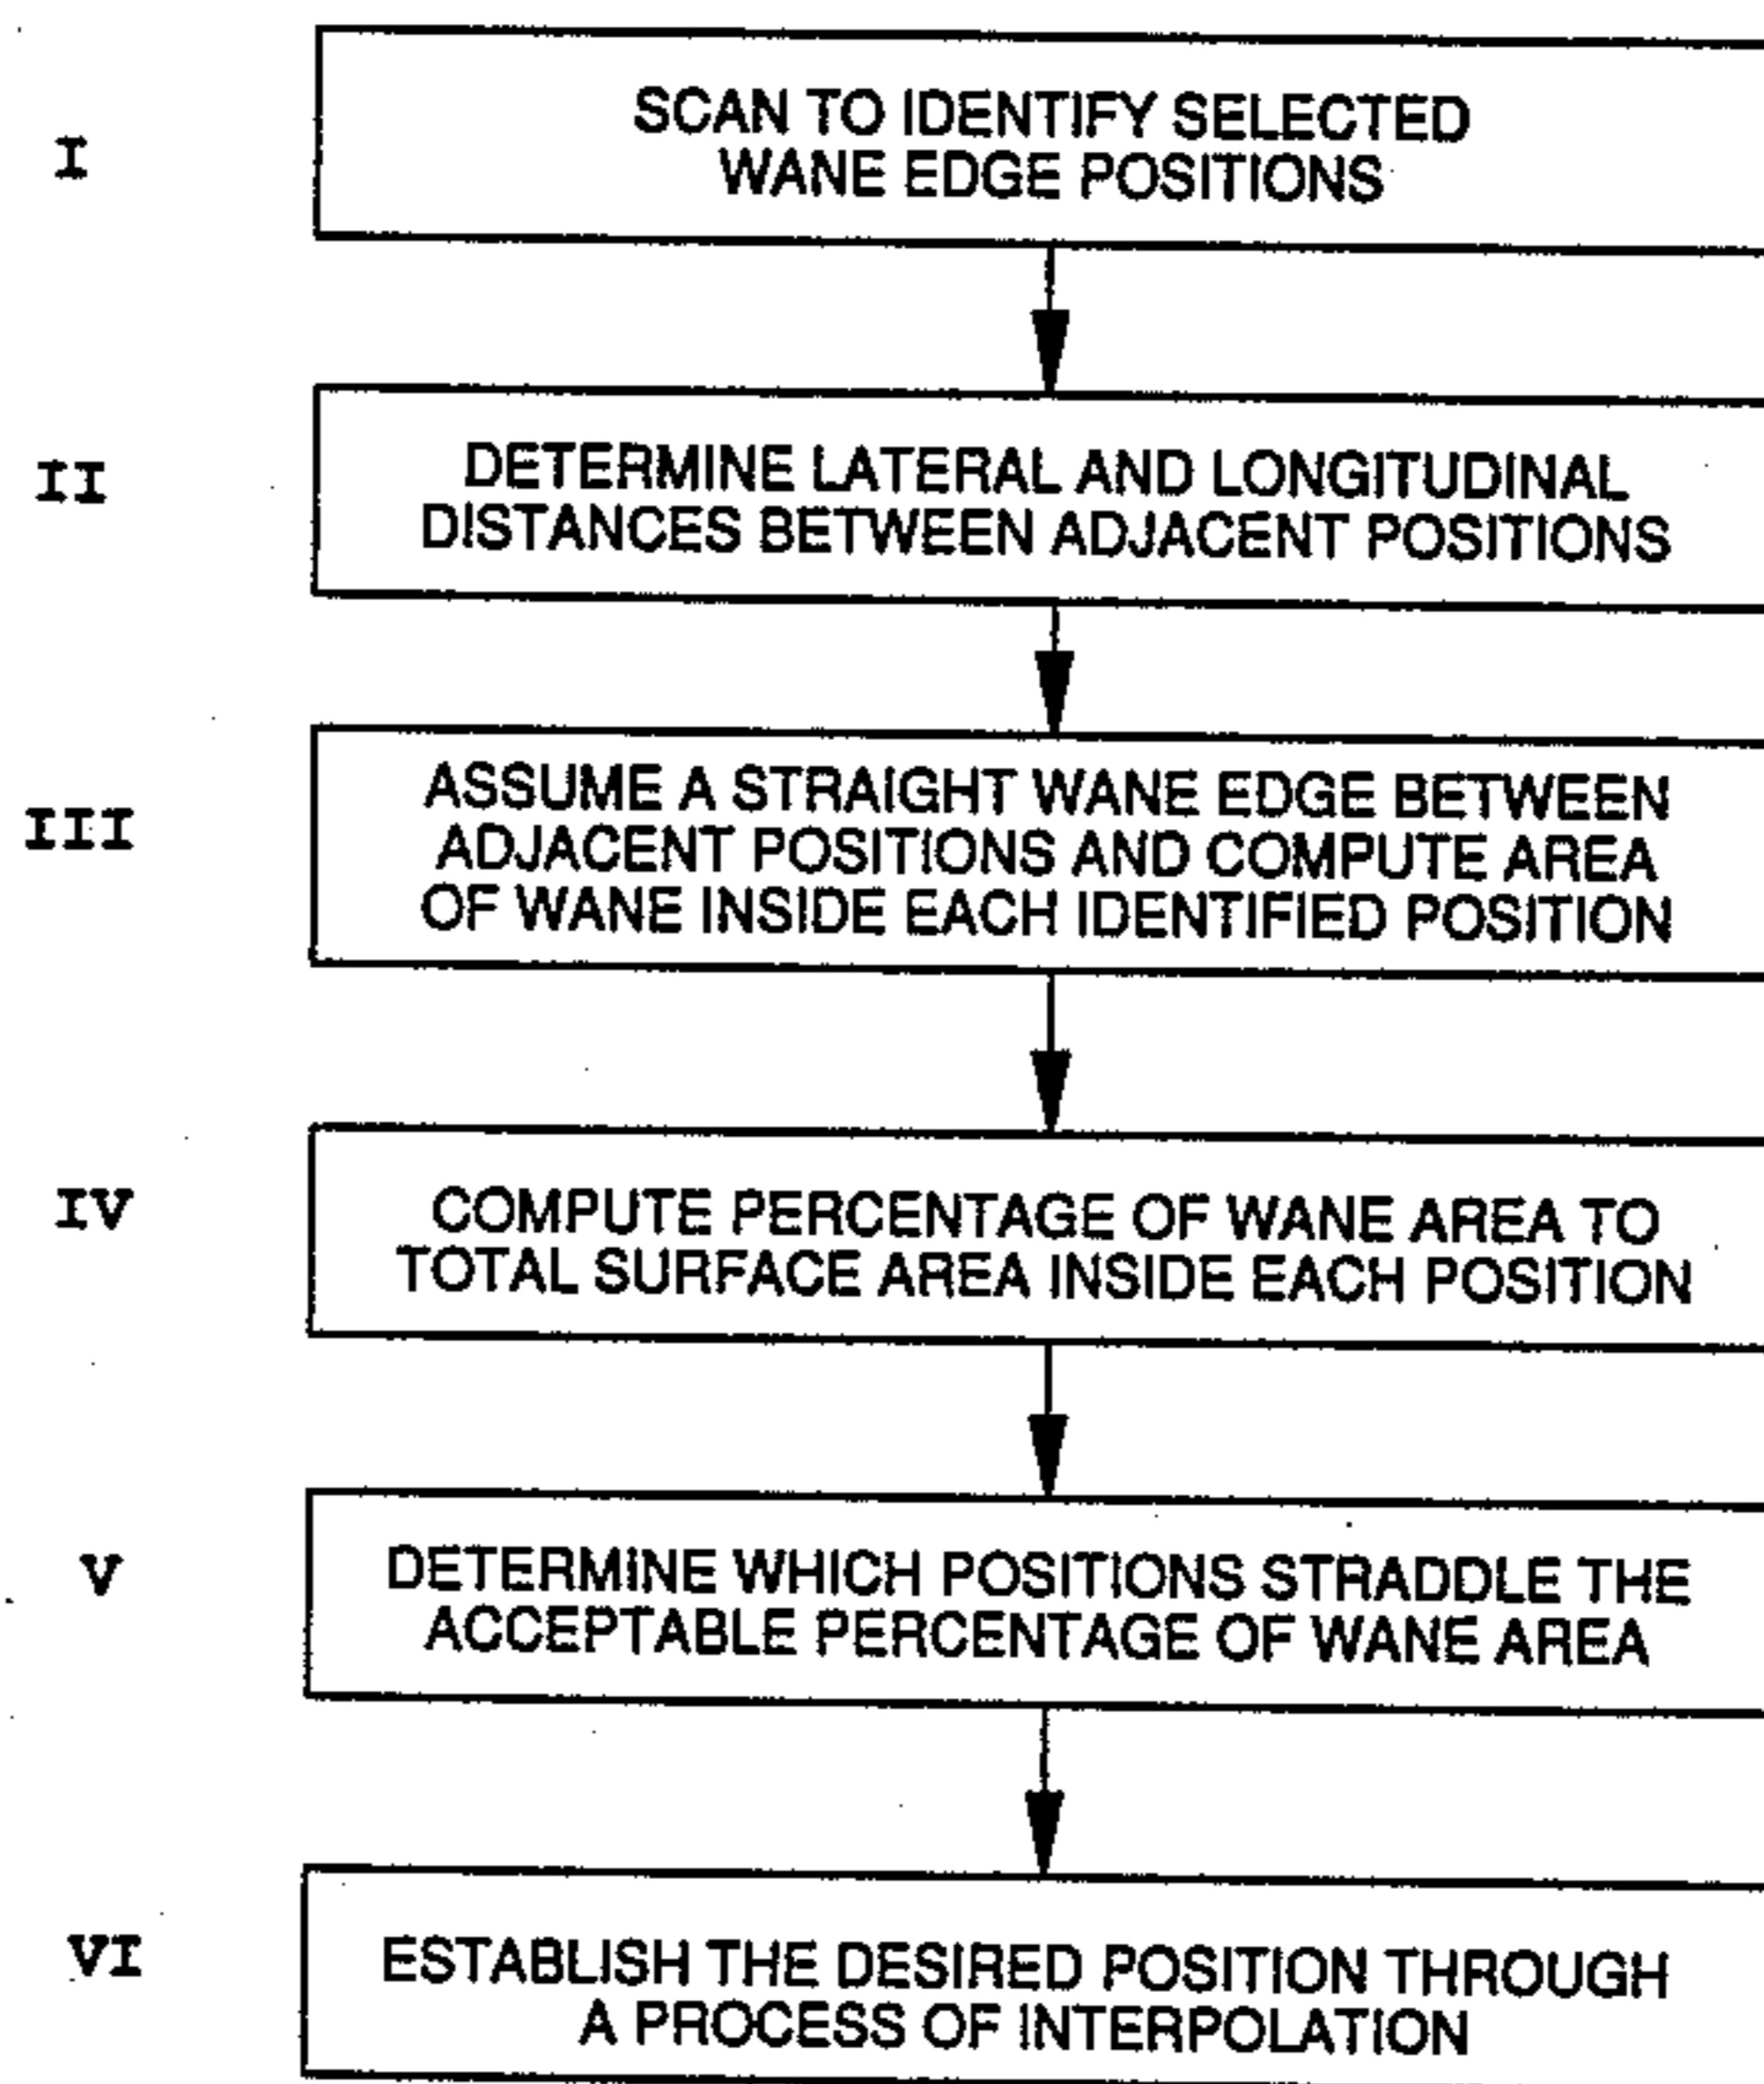 I
SCAN TO IDENTIFY SELECTED
WANE EDGE POSITIONS
II
DETERMINE LATERAL AND LONGITUDINAL
DISTANCES BETWEEN ADJACENT POSITIONS
III
ASSUME A STRAIGHT WANE EDGE BETWEEN
ADJACENT POSITIONS AND COMPUTE AREA
OF WANE INSIDE EACH IDENTIFIED POSITION
IV
COMPUTE PERCENTAGE OF WANE AREA TO
TOTAL SURFACE AREA INSIDE EACH POSITION
V
DETERMINE WHICH POSITIONS STRADDLE THE
ACCEPTABLE PERCENTAGE OF WANE AREA
VI
ESTABLISH THE DESIRED POSITION THROUGH
A PROCESS OF INTERPOLATION